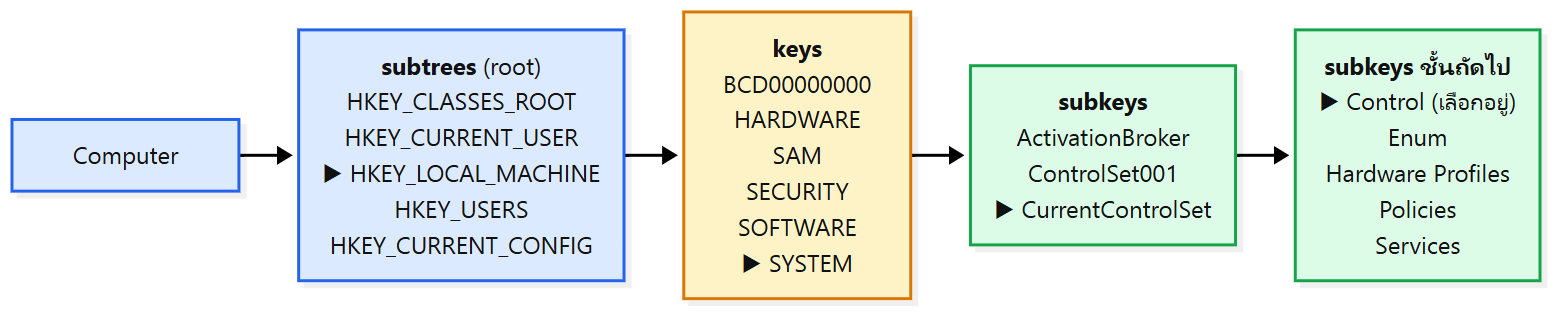 Computer
subtrees (root)
HKEY_CLASSES_ROOT
HKEY_CURRENT_USER
▶ HKEY_LOCAL_MACHINE
HKEY_USERS
HKEY_CURRENT_CONFIG
keys
BCD00000000
HARDWARE
SAM
SECURITY
SOFTWARE
▶ SYSTEM
subkeys
ActivationBroker
ControlSet001
▶ CurrentControlSet
subkeys ชั้นถัดไป
▶ Control (เลือกอยู่)
Enum
Hardware Profiles
Policies
Services